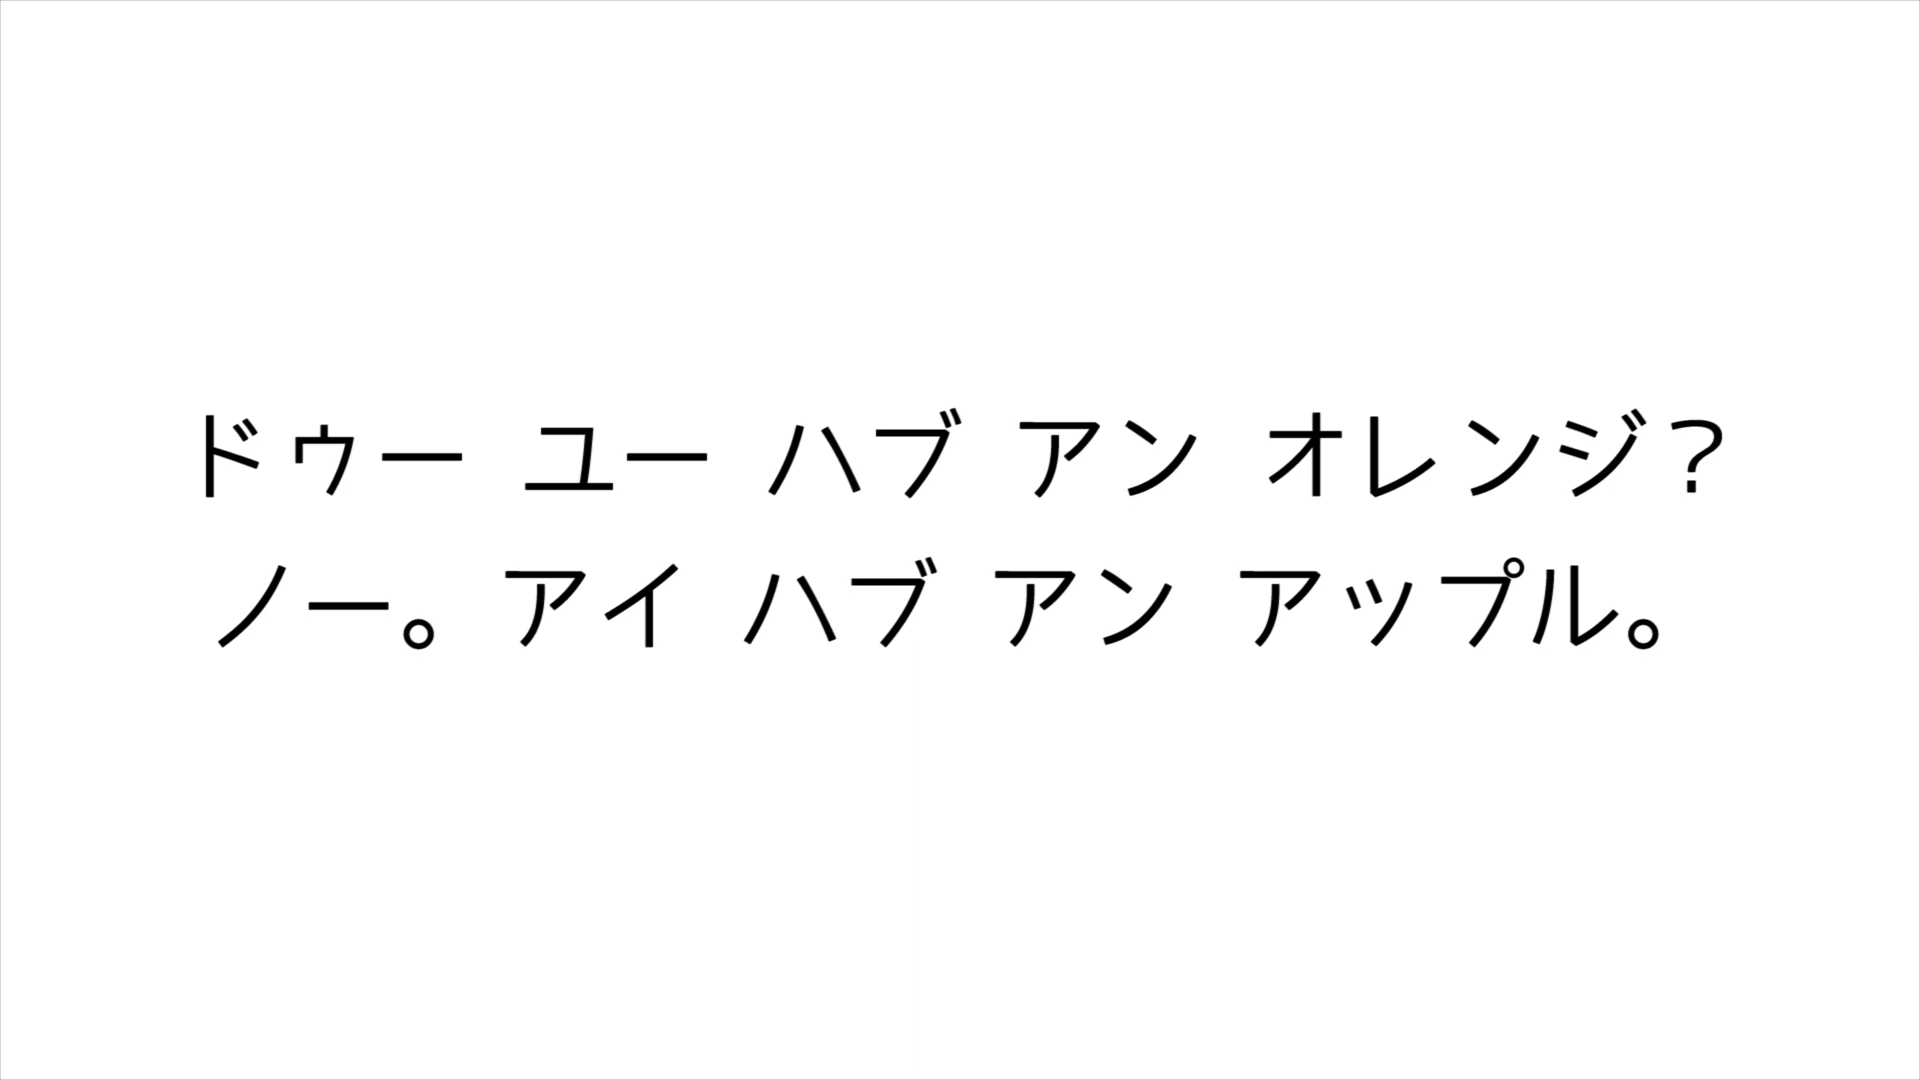 ドゥー ユー ハブ アン オレンジ？
ノー。アイ ハブ アン アップル。